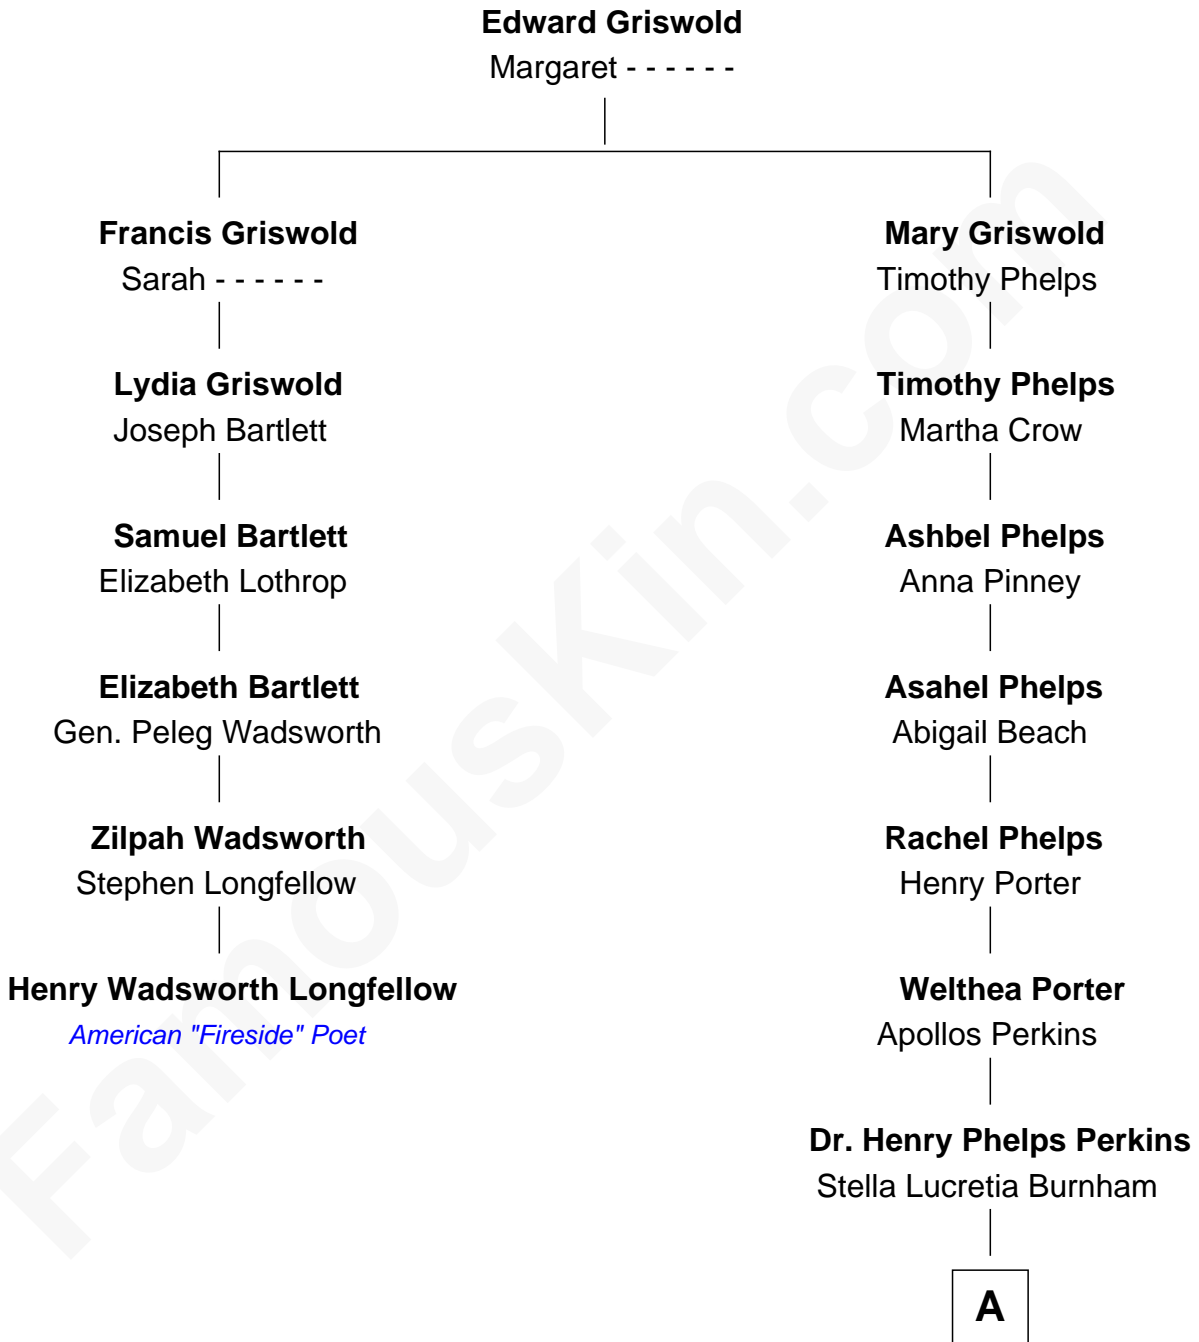 Edward Griswold
Margaret - - - - - -
Francis Griswold
Sarah - - - - - -
Lydia Griswold
Joseph Bartlett
Samuel Bartlett
Elizabeth Lothrop
Elizabeth Bartlett
Gen. Peleg Wadsworth
Zilpah Wadsworth
Stephen Longfellow
Henry Wadsworth Longfellow
American "Fireside" Poet
Mary Griswold
Timothy Phelps
Timothy Phelps
Martha Crow
Ashbel Phelps
Anna Pinney
Asahel Phelps
Abigail Beach
Rachel Phelps
Henry Porter
Welthea Porter
Apollos Perkins
Dr. Henry Phelps Perkins
Stella Lucretia Burnham
A
FamousKin.com